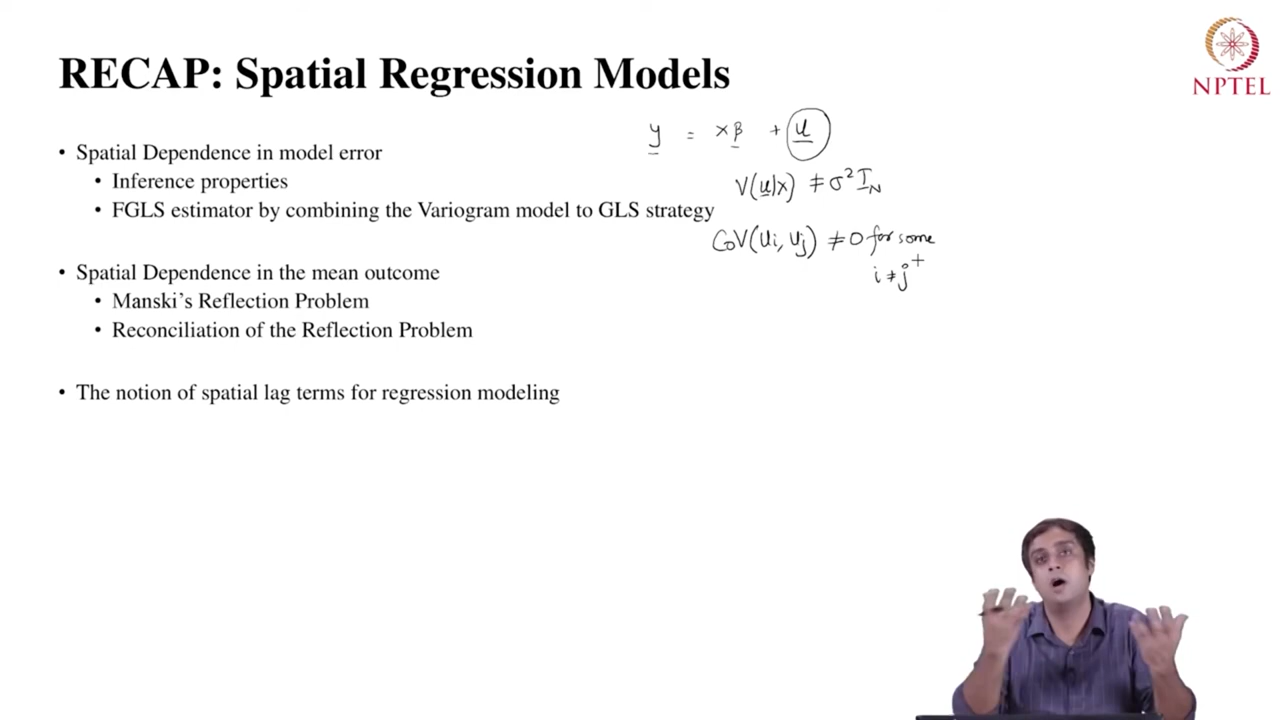 RECAP: Spatial Regression Models
NPTEL
• Spatial Dependence in model error
• Inference properties
• FGLS estimator by combining the Variogram model to GLS strategy
• Spatial Dependence in the mean outcome
• Manski's Reflection Problem
• Reconciliation of the Reflection Problem
• The notion of spatial lag terms for regression modeling
y = xβ + u
V(u|x) ≠ σ² I_N
CoV(ui, uj) ≠ 0 for some
i ≠ j +